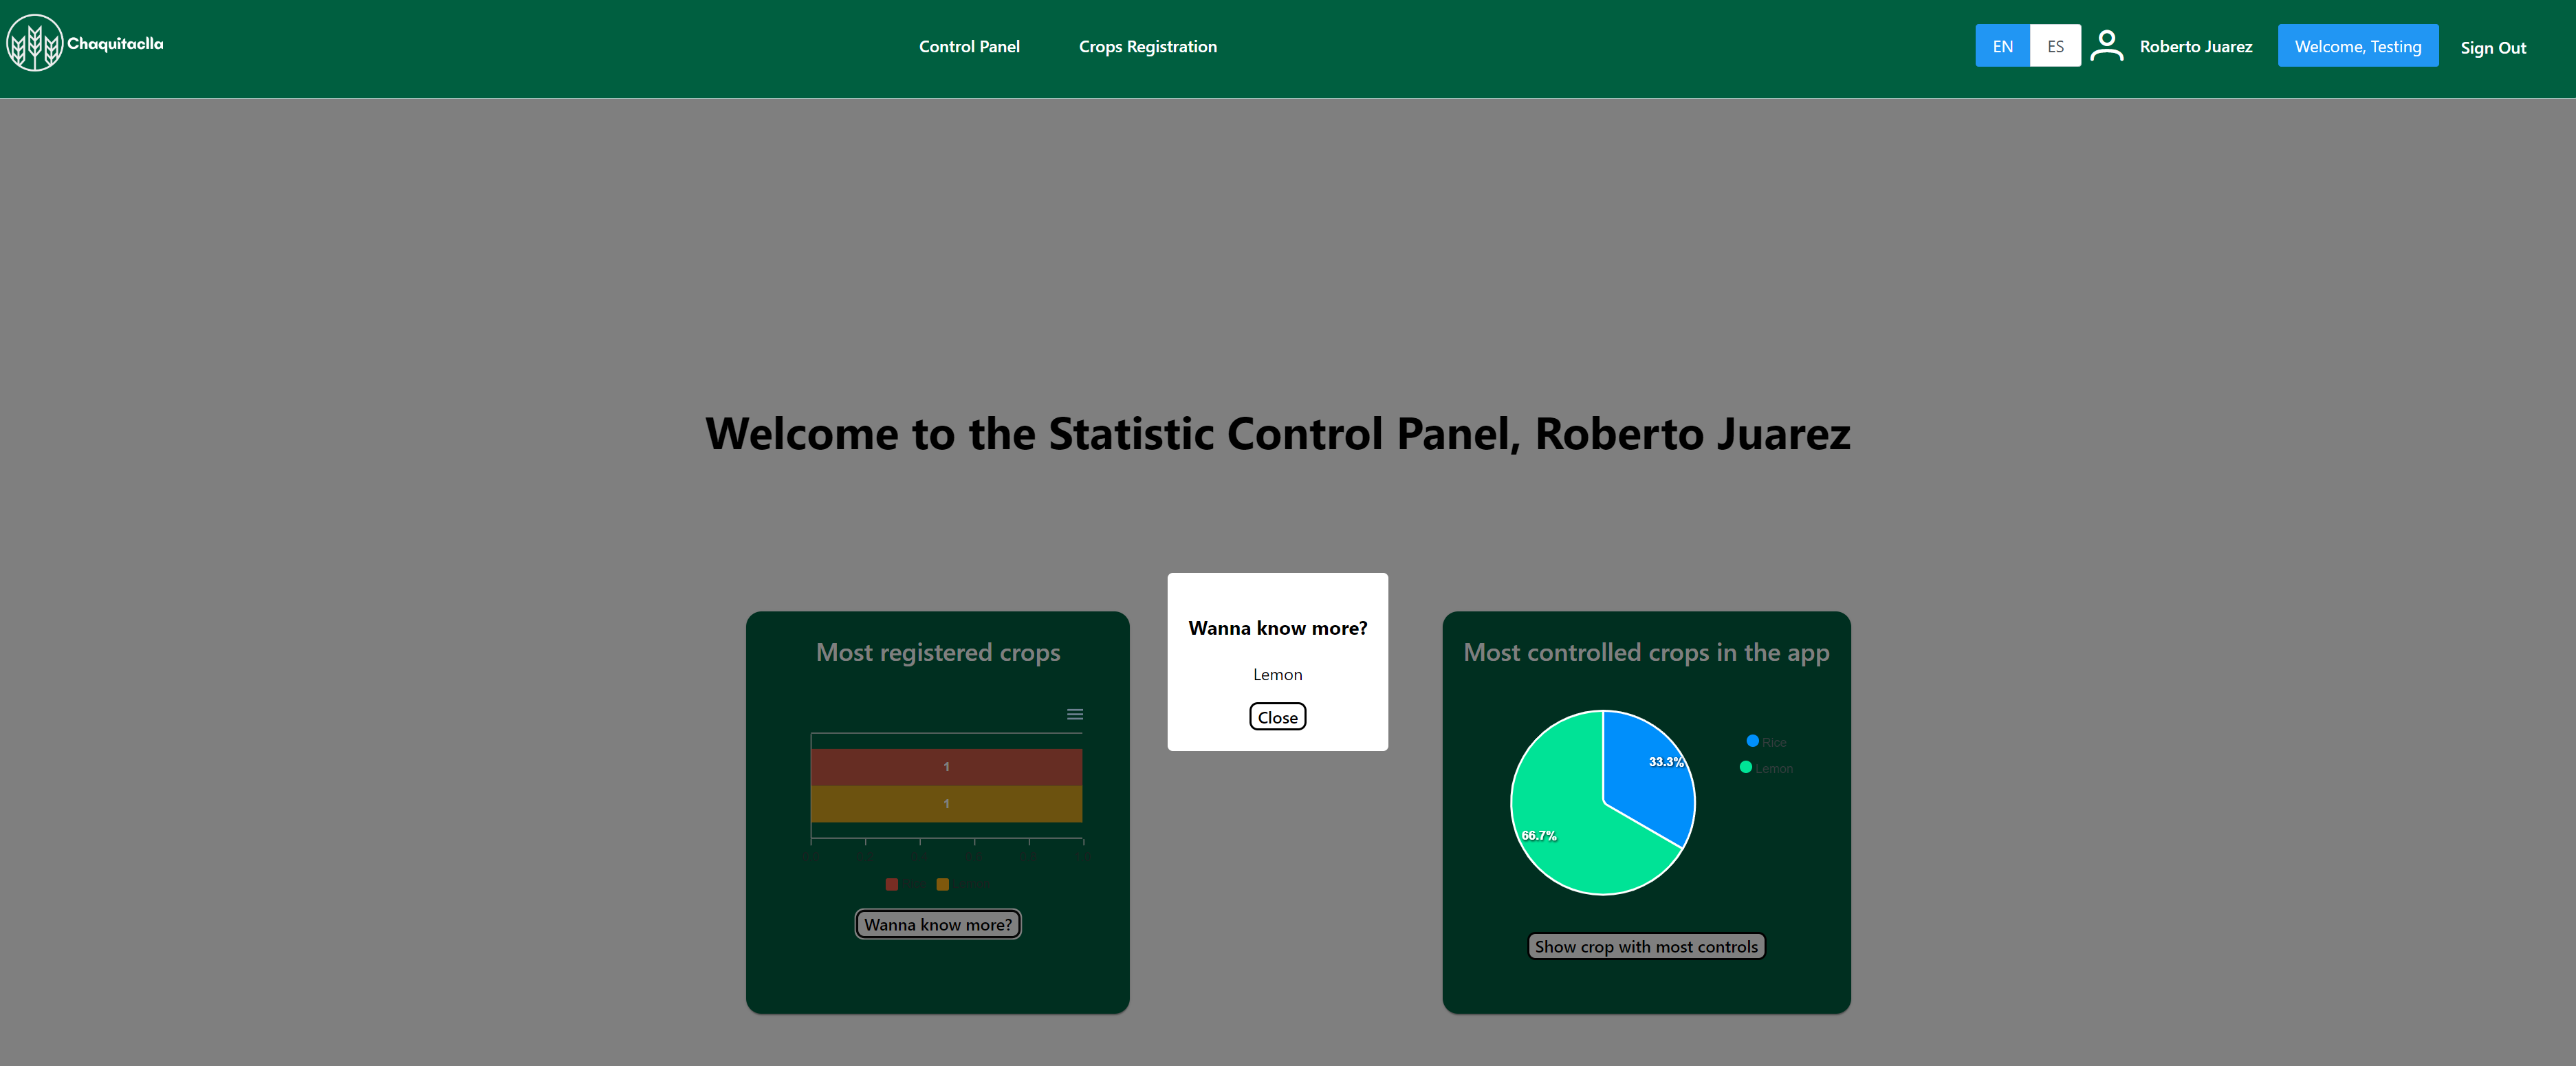 Chaquitaclla
Control Panel
Crops Registration
EN
ES
Roberto Juarez
Welcome, Testing
Sign Out
Welcome to the Statistic Control Panel, Roberto Juarez
Most registered crops
1
1
Wanna know more?
Wanna know more?
Lemon
Close
Most controlled crops in the app
33.3%
66.7%
Rice
Lemon
Show crop with most controls